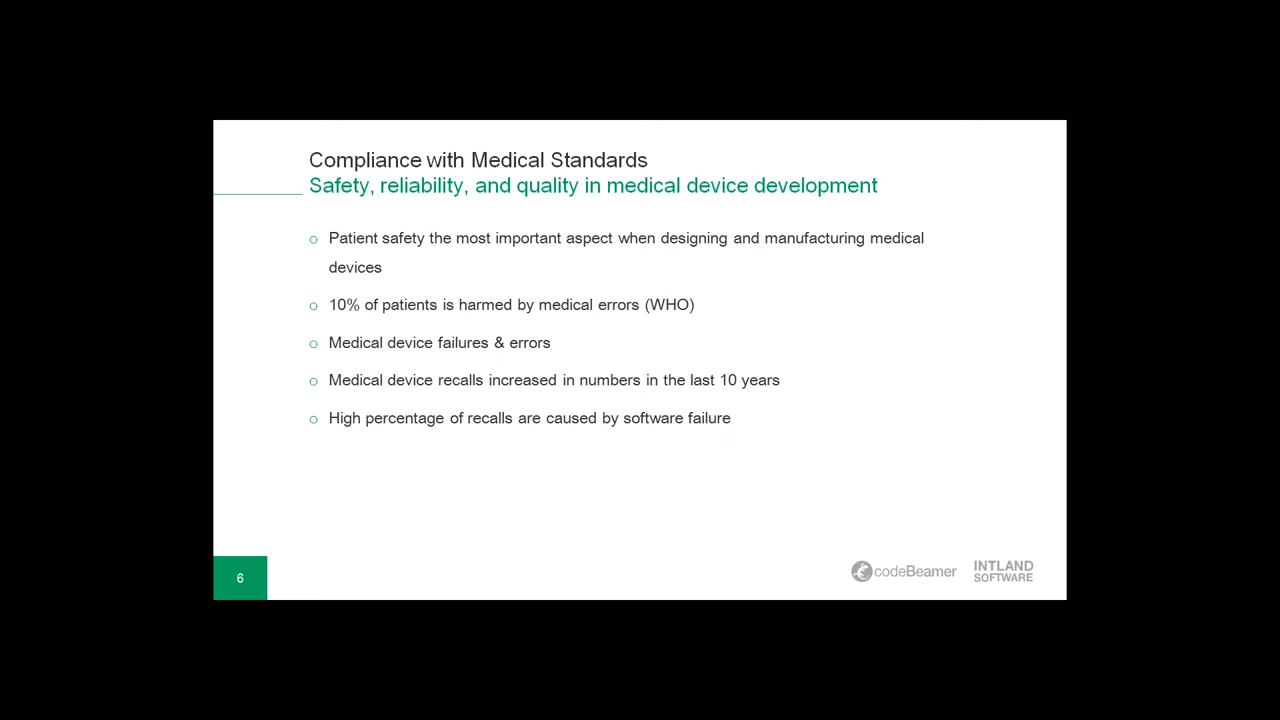 Compliance with Medical Standards
Safety, reliability, and quality in medical device development
o Patient safety the most important aspect when designing and manufacturing medical
devices
o 10% of patients is harmed by medical errors (WHO)
o Medical device failures & errors
o Medical device recalls increased in numbers in the last 10 years
o High percentage of recalls are caused by software failure
6
codeBeamer
INTLAND
SOFTWARE